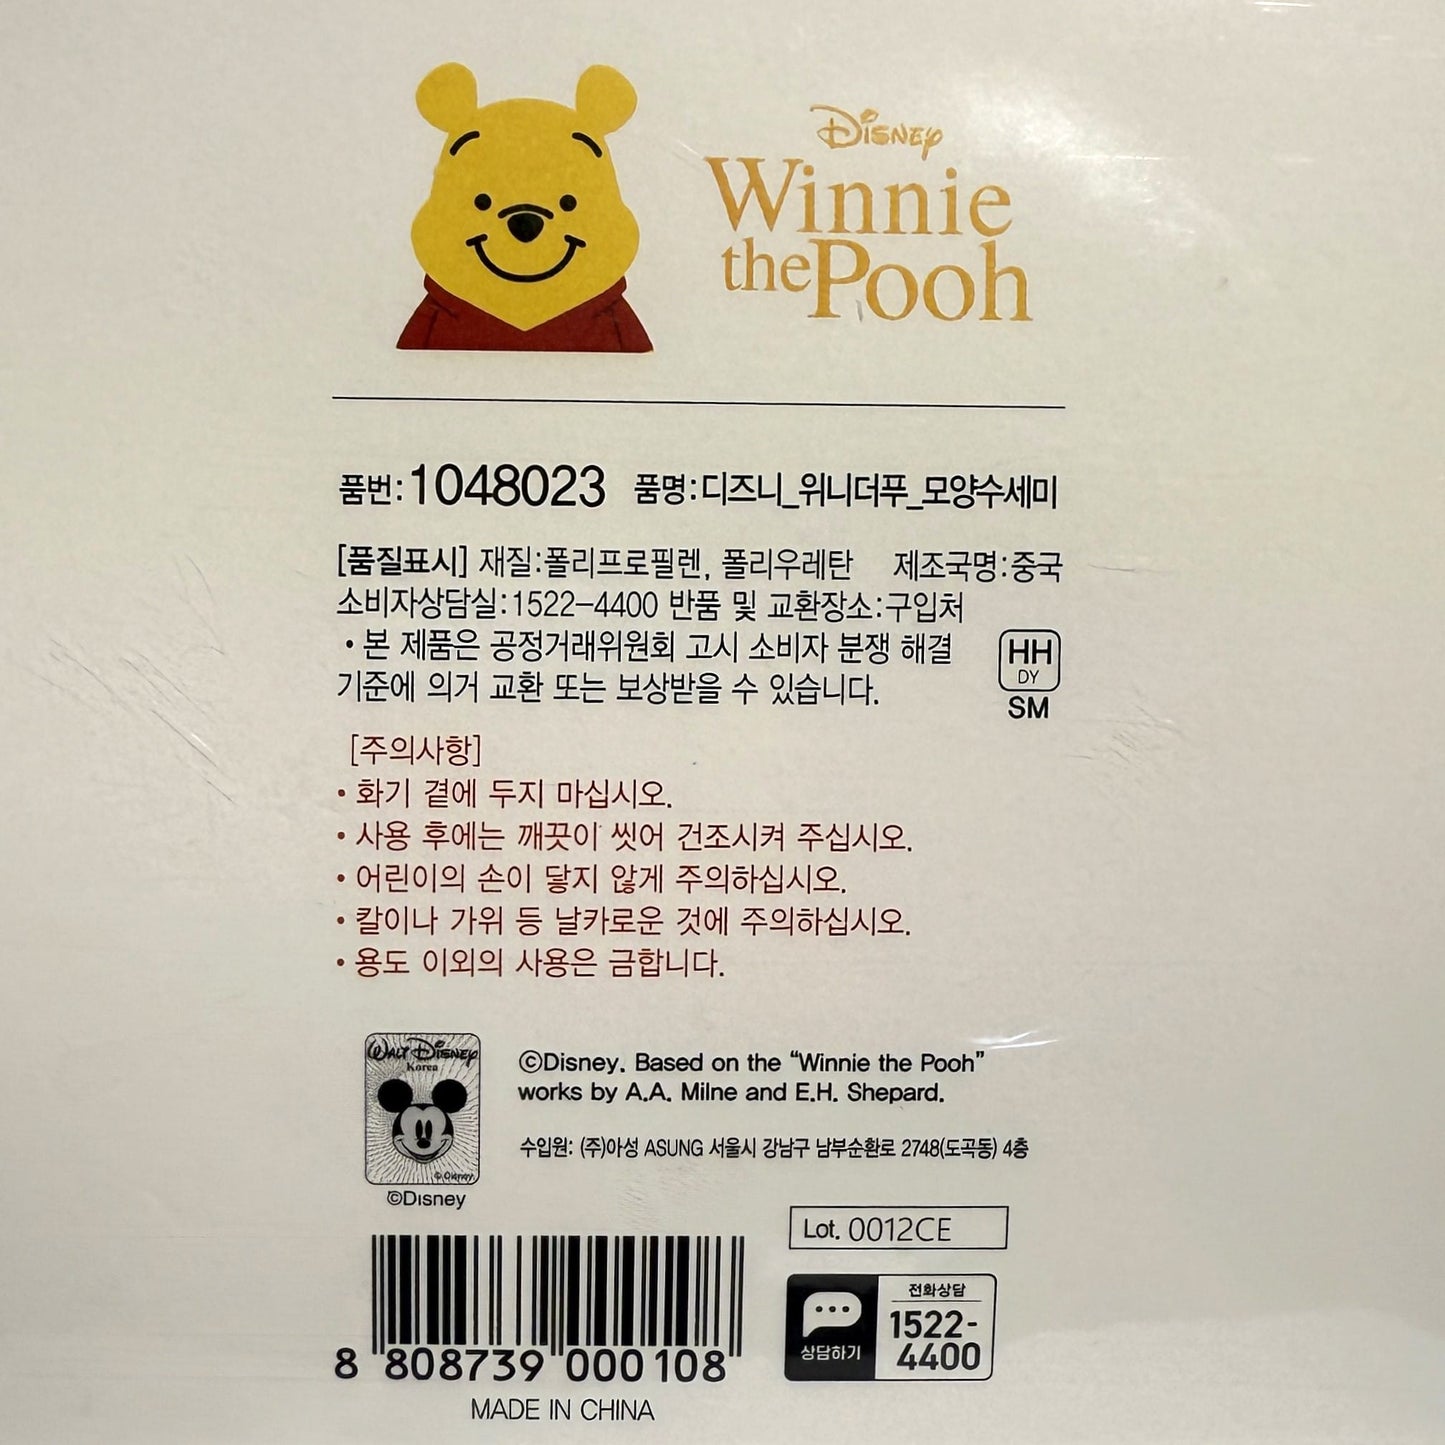 Disney
Winnie
the Pooh
품번:1048023 품명:디즈니_위니더푸_모양수세미
[품질표시] 재질:폴리프로필렌, 폴리우레탄 제조국명:중국
소비자상담실:1522-4400 반품 및 교환장소:구입처
• 본 제품은 공정거래위원회 고시 소비자 분쟁 해결
기준에 의거 교환 또는 보상받을 수 있습니다.
HH
DY
SM
[주의사항]
• 화기 곁에 두지 마십시오.
• 사용 후에는 깨끗이 씻어 건조시켜 주십시오.
• 어린이의 손이 닿지 않게 주의하십시오.
• 칼이나 가위 등 날카로운 것에 주의하십시오.
• 용도 이외의 사용은 금합니다.
WALT DISNEY
Korea
©Disney
©Disney
©Disney. Based on the “Winnie the Pooh”
works by A.A. Milne and E.H. Shepard.
수입원: (주)아성 ASUNG 서울시 강남구 남부순환로 2748(도곡동) 4층
Lot. 0012CE
상담하기
전화상담
1522-
4400
8 808739 000108
MADE IN CHINA